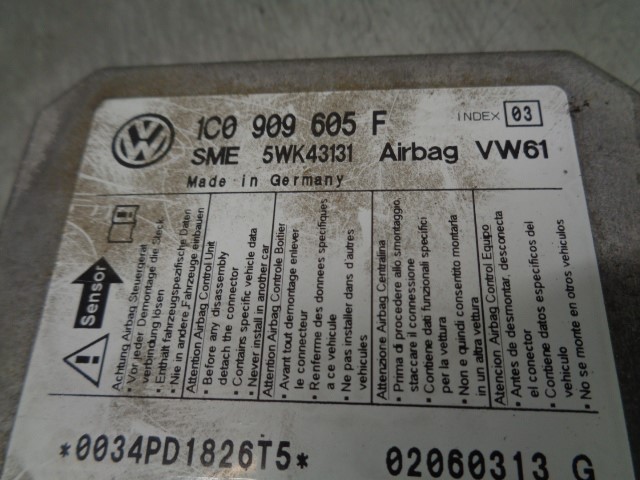 1C0 909 605 F
INDEX 03
SME 5WK43131 Airbag VW61
Made in Germany
Sensor
Achtung Airbag Steuergerät
• Vor jeder Demontage die Steck
verbindung lösen
• Enthält fahrzeugspezifische Daten
• Nie in andere Fahrzeuge einbauen
Attention Airbag Control Unit
• Before any disassembly
detach the connector
• Contains specific vehicle data
• Never install in another car
Attention Airbag Controle Boitier
• Avant tout demontage enlever
le connecteur
• Renferme des donnees specifiques
a ce vehicule
• Ne pas installer dans d'autres
vehicules
Attenzione Airbag Centralina
• Prima di procedere allo smontaggio,
staccare il connessione
• Contiene dati funzionali specifici
per la vettura
• Non e quindi consentito montarla
in un altra vettura
Atencion Airbag Control Equipo
• Antes de desmontar, desconecta
el conector
• Contiene datos especificos del
vehiculo
• No se monte en otros vehiculos
*0034PD1826T5*
02060313 G